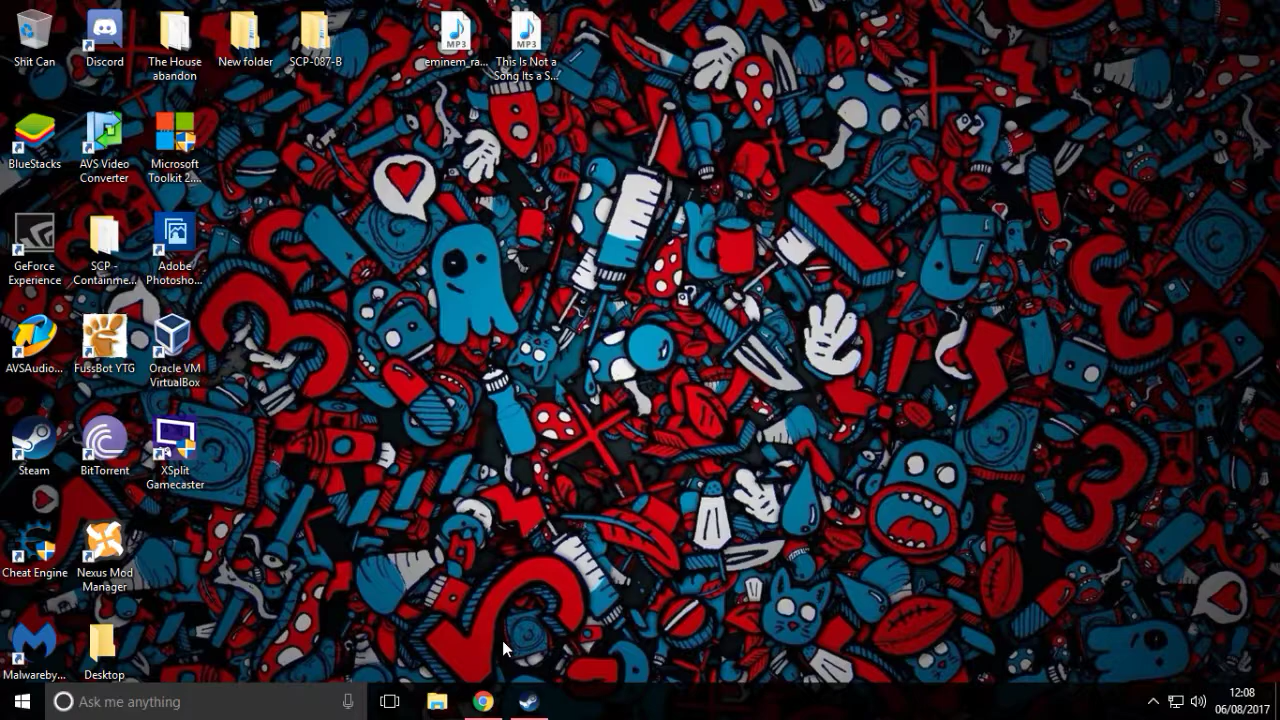 Shit Can
Discord
The House
abandon
New folder
SCP-087-B
eminem_ra...
This Is Not a
Song Its a S...
MP3
MP3
BlueStacks
AVS Video
Converter
Microsoft
Toolkit 2....
GeForce
Experience
SCP -
Containme...
Adobe
Photosho...
AVSAudio...
FussBot YTG
Oracle VM
VirtualBox
Steam
BitTorrent
XSplit
Gamecaster
Cheat Engine
Nexus Mod
Manager
Malwareby...
Desktop
Ask me anything
12:08
06/08/2017